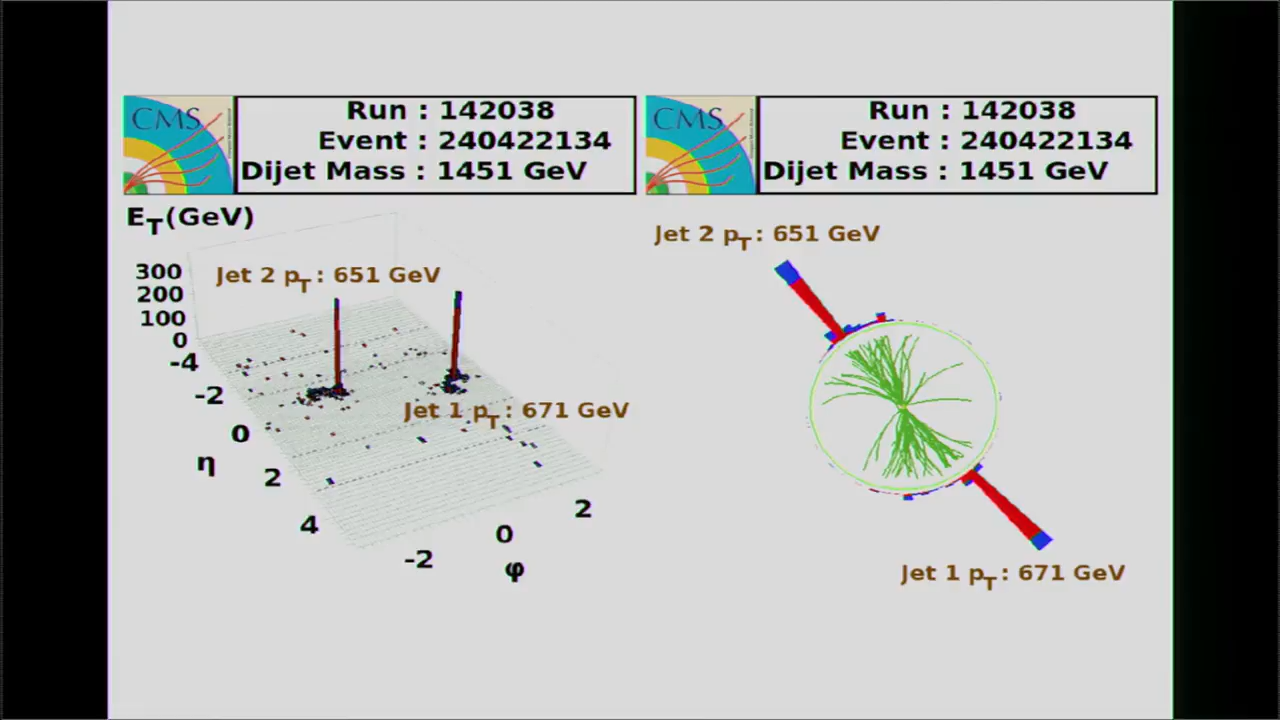 CMS
Run : 142038
Event : 240422134
Dijet Mass : 1451 GeV
CMS
Run : 142038
Event : 240422134
Dijet Mass : 1451 GeV
E_T(GeV)
300
200
100
0
Jet 2 p_T : 651 GeV
Jet 1 p_T : 671 GeV
-4
-2
0
2
4
η
-2
0
2
φ
Jet 2 p_T : 651 GeV
Jet 1 p_T : 671 GeV